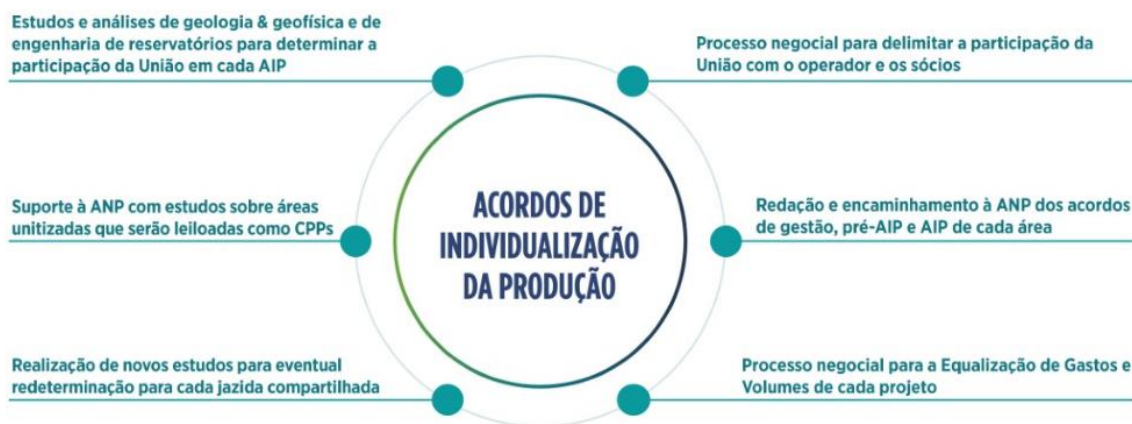 Estudos e análises de geologia & geofísica e de
engenharia de reservatórios para determinar a
participação da União em cada AIP
Processo negocial para delimitar a participação da
União com o operador e os sócios
Suporte à ANP com estudos sobre áreas
unitizadas que serão leiloadas como CPPs
ACORDOS DE
INDIVIDUALIZAÇÃO
DA PRODUÇÃO
Redação e encaminhamento à ANP dos acordos
de gestão, pré-AIP e AIP de cada área
Realização de novos estudos para eventual
redeterminação para cada jazida compartilhada
Processo negocial para a Equalização de Gastos e
Volumes de cada projeto